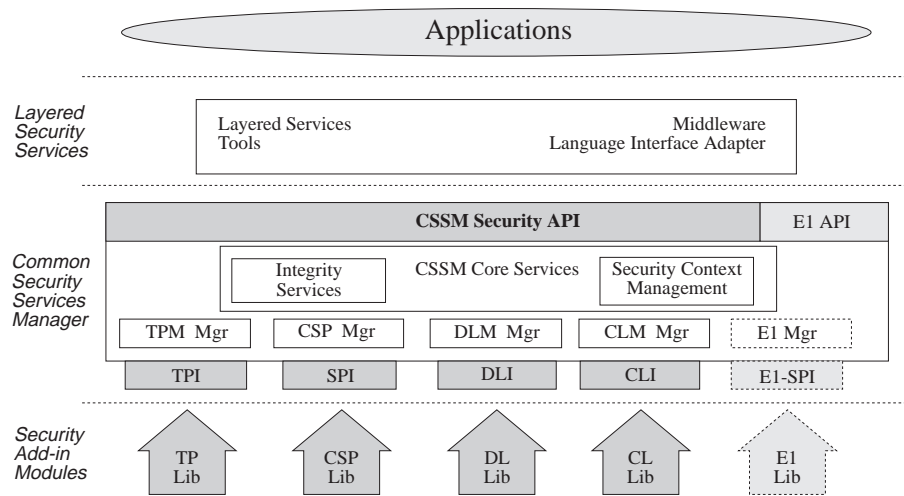 Applications
Layered
Security
Services
Layered Services
Tools
Middleware
Language Interface Adapter
CSSM Security API
E1 API
Common
Security
Services
Manager
Integrity
Services
CSSM Core Services
Security Context
Management
TPM Mgr
CSP Mgr
DLM Mgr
CLM Mgr
E1 Mgr
TPI
SPI
DLI
CLI
E1-SPI
Security
Add-in
Modules
TP
Lib
CSP
Lib
DL
Lib
CL
Lib
E1
Lib